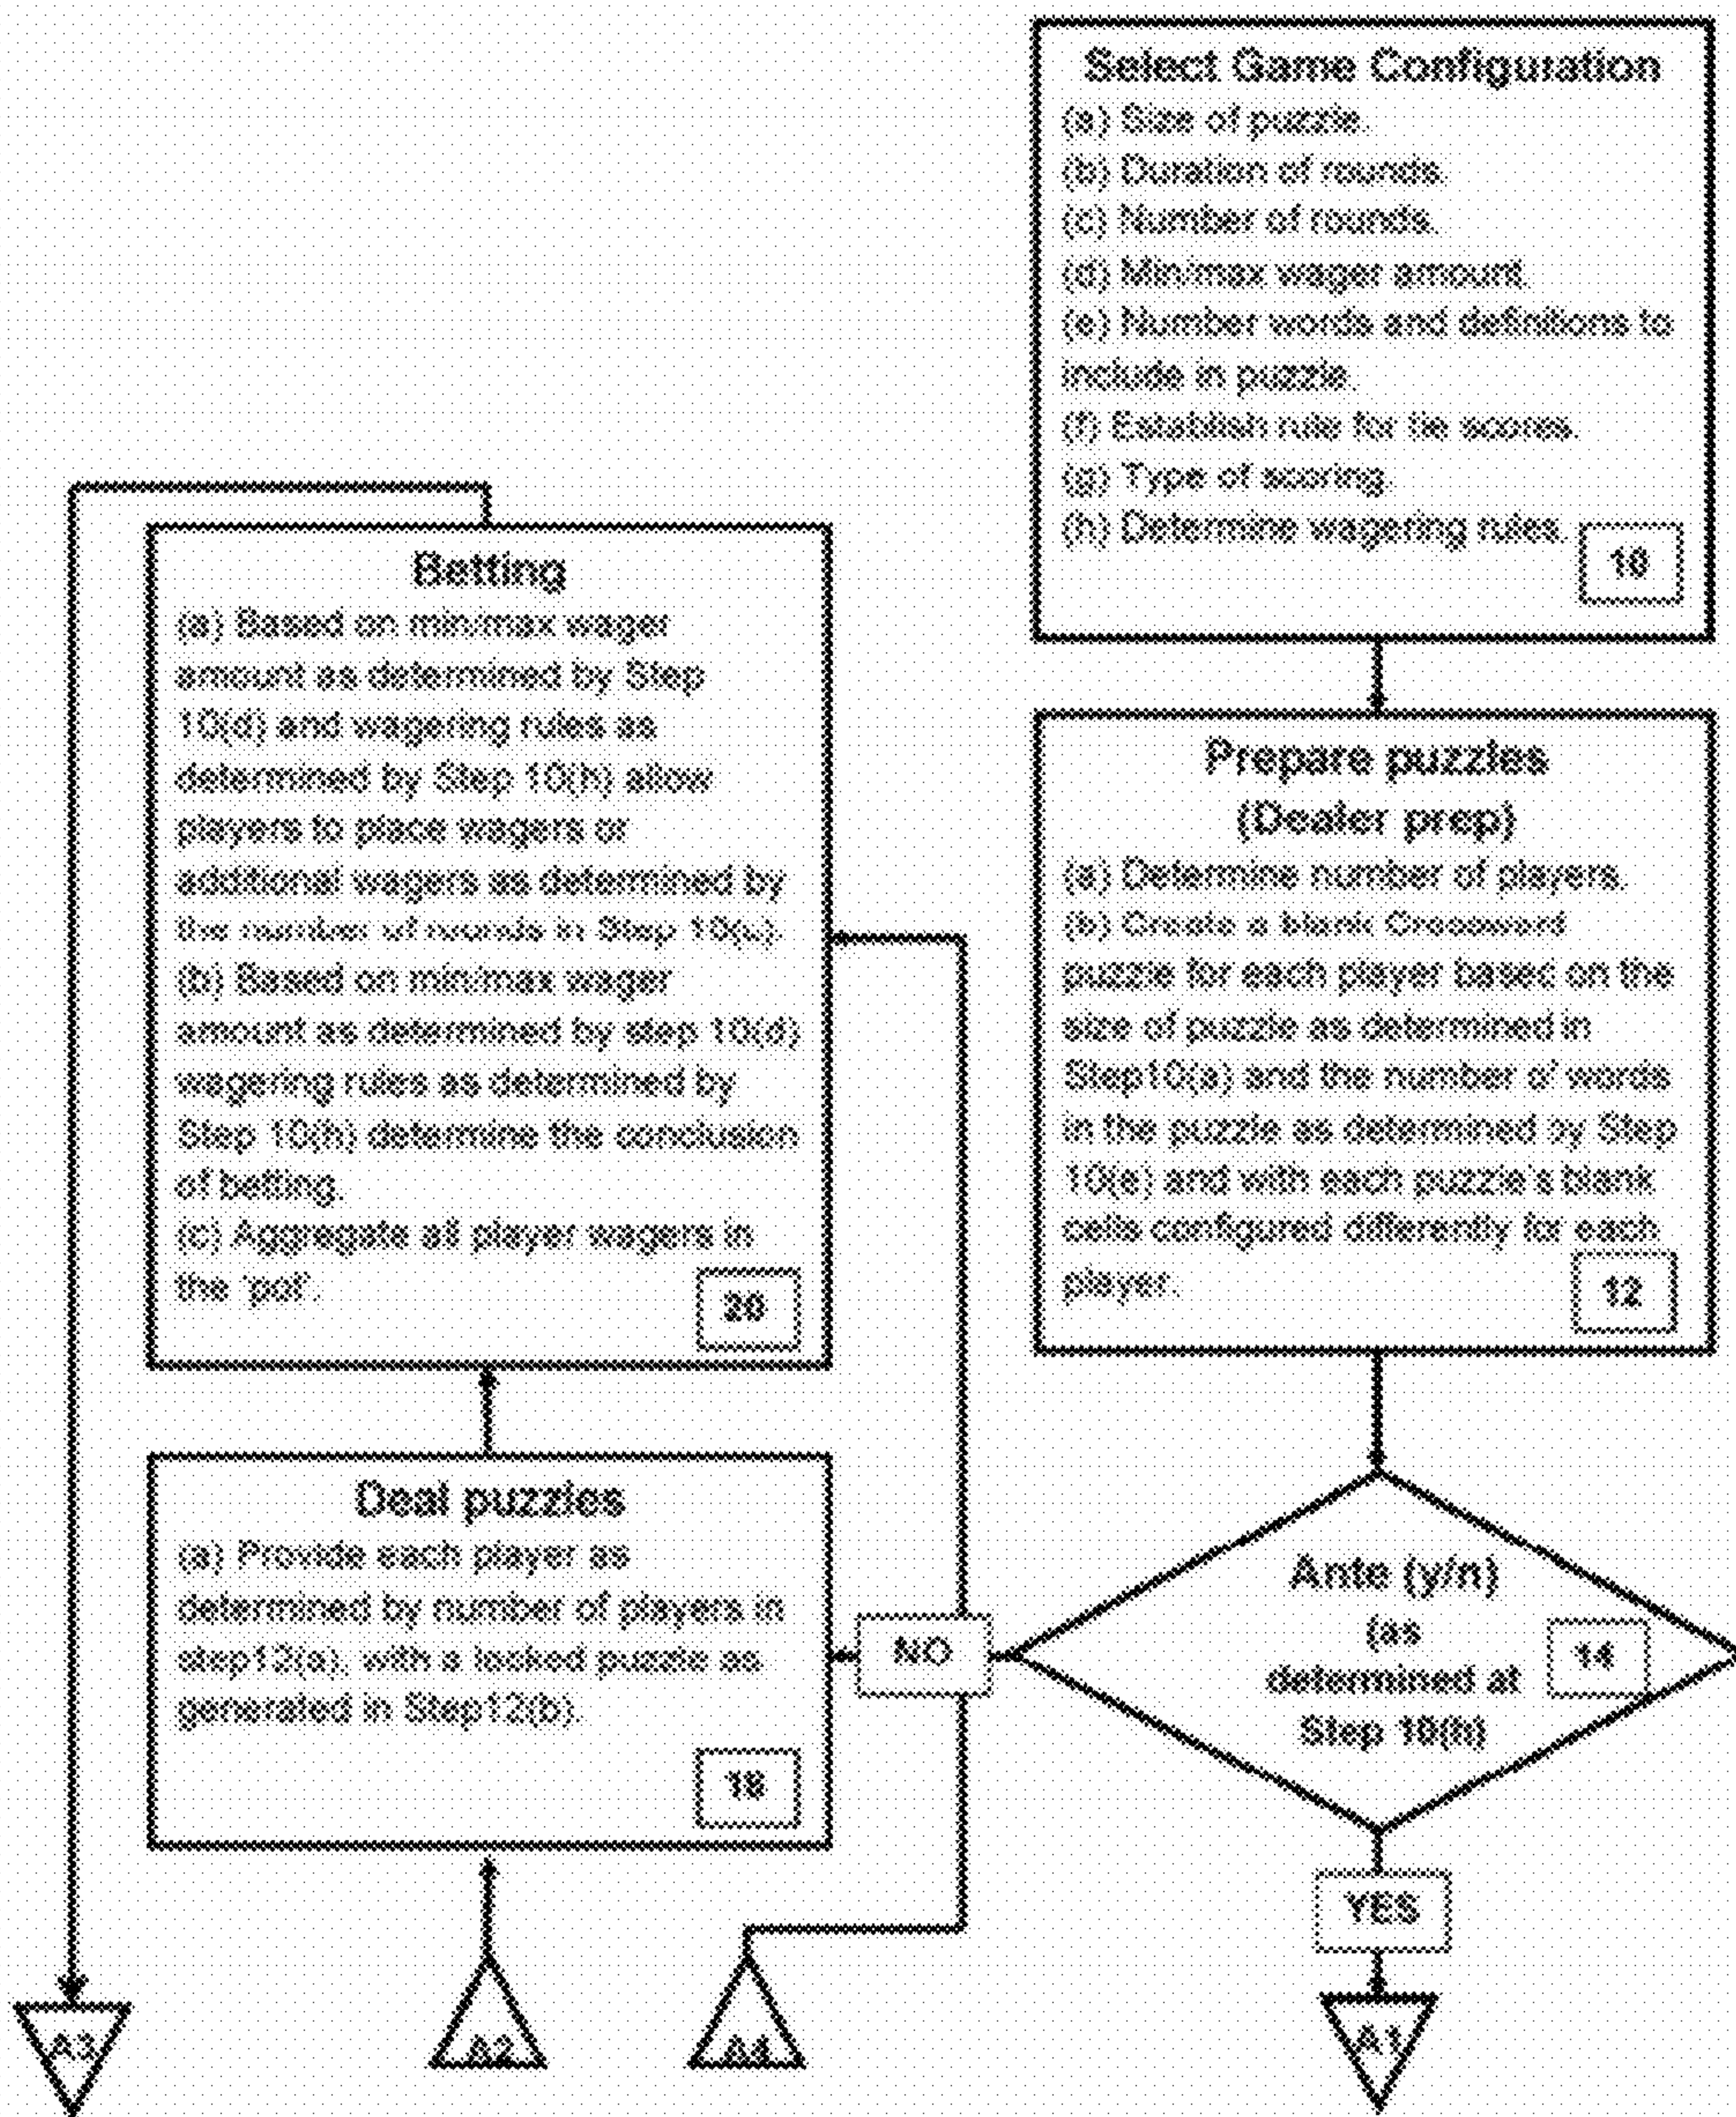 Select Game Configuration
(a) Size of puzzle.
(b) Duration of rounds.
(c) Number of rounds.
(d) Min/max wager amount.
(e) Number words and definitions to
include in puzzle.
(f) Establish rule for tie scores.
(g) Type of scoring.
(h) Determine wagering rules.
10
Prepare puzzles
(Dealer prep)
(a) Determine number of players.
(b) Create a blank Crossword
puzzle for each player based on the
size of puzzle as determined in
Step10(a) and the number of words
in the puzzle as determined by Step
10(e) and with each puzzle's blank
cells configured differently for each
player.
12
Ante (y/n)
(as
determined at
Step 10(h)
14
YES
A1
NO
Deal puzzles
(a) Provide each player as
determined by number of players in
step12(a), with a locked puzzle as
generated in Step12(b).
18
Betting
(a) Based on min/max wager
amount as determined by Step
10(d) and wagering rules as
determined by Step 10(h) allow
players to place wagers or
additional wagers as determined by
the number of rounds in Step 10(c).
(b) Based on min/max wager
amount as determined by step 10(d)
wagering rules as determined by
Step 10(h) determine the conclusion
of betting.
(c) Aggregate all player wagers in
the 'pot'.
20
A3
A2
A4